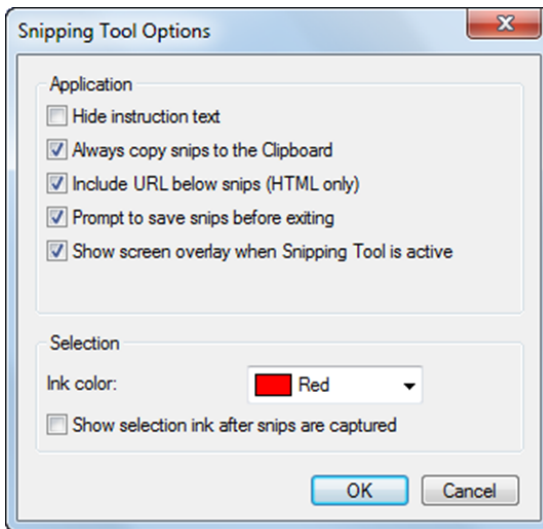 Snipping Tool Options
Application
Hide instruction text
Always copy snips to the Clipboard
Include URL below snips (HTML only)
Prompt to save snips before exiting
Show screen overlay when Snipping Tool is active
Selection
Ink color: Red
Show selection ink after snips are captured
OK Cancel